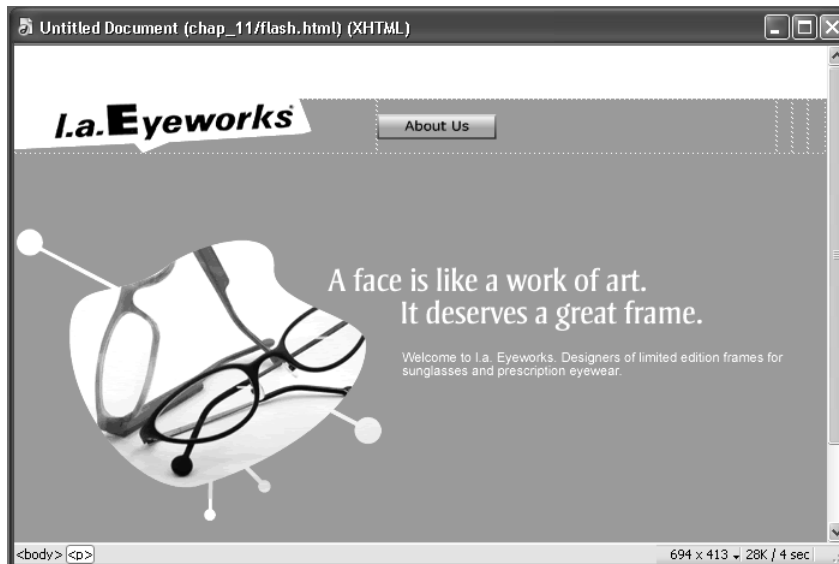 Untitled Document (chap_11/flash.html) (XHTML)
l.a.Eyeworks
About Us
A face is like a work of art.
It deserves a great frame.
Welcome to l.a. Eyeworks. Designers of limited edition frames for
sunglasses and prescription eyewear.
<body> <p> 694 x 413 28K / 4 sec